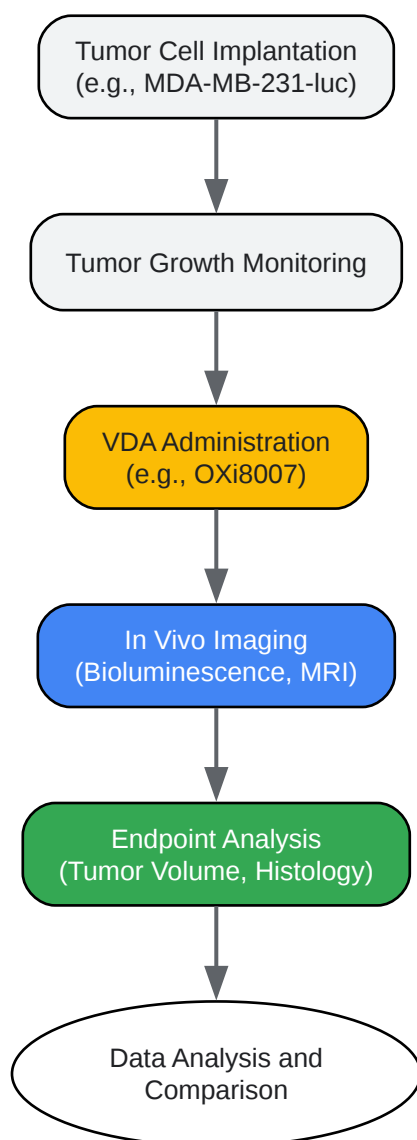 Tumor Cell Implantation
(e.g., MDA-MB-231-luc)
Tumor Growth Monitoring
VDA Administration
(e.g., OXi8007)
In Vivo Imaging
(Bioluminescence, MRI)
Endpoint Analysis
(Tumor Volume, Histology)
Data Analysis and
Comparison